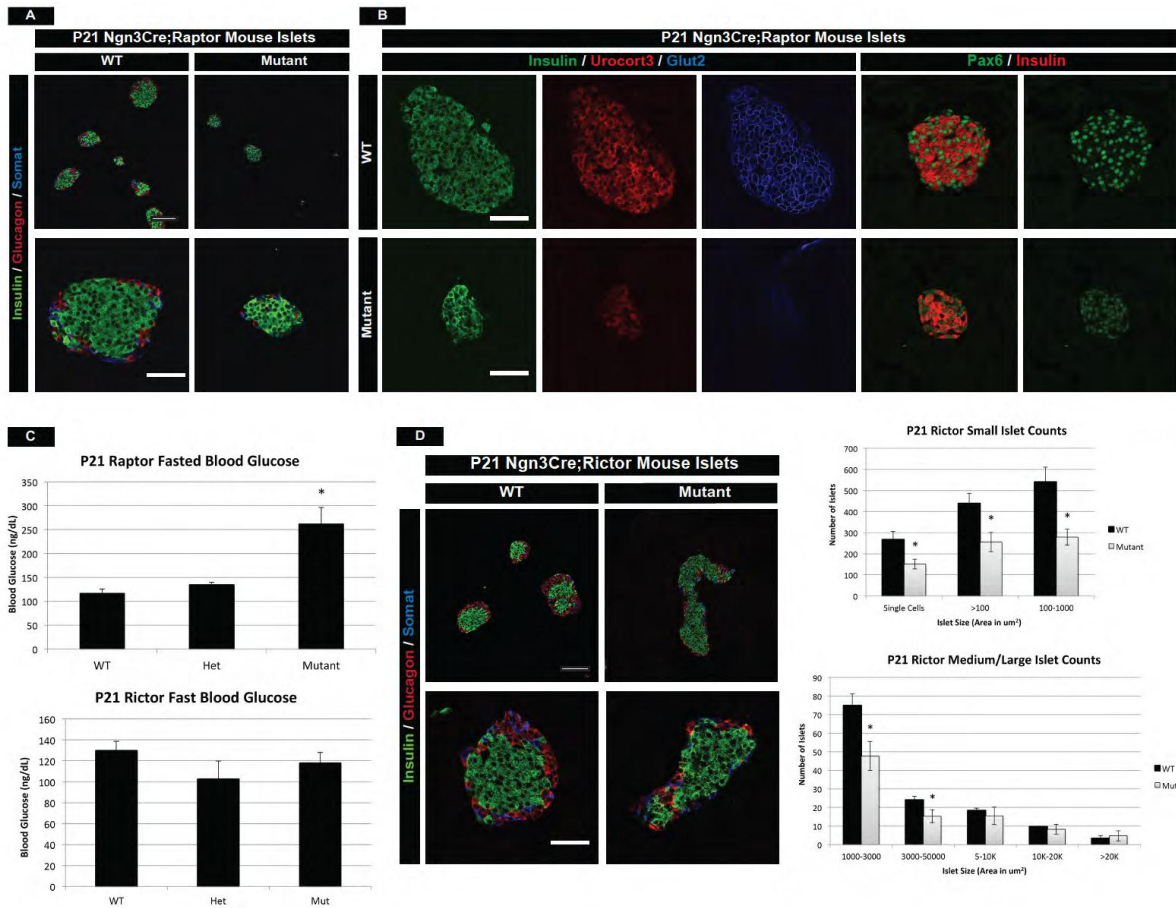 A
P21 Ngn3Cre;Raptor Mouse Islets
WT
Mutant
Insulin / Glucagon / Somat
B
P21 Ngn3Cre;Raptor Mouse Islets
Insulin / Urocort3 / Glut2
Pax6 / Insulin
WT
Mutant
C
P21 Raptor Fasted Blood Glucose
Blood Glucose (ng/dL)
350
300
250
200
150
100
50
0
*
WT
Het
Mutant
P21 Rictor Fast Blood Glucose
Blood Glucose (ng/dL)
160
140
120
100
80
60
40
20
0
WT
Het
Mut
D
P21 Ngn3Cre;Rictor Mouse Islets
WT
Mutant
Insulin / Glucagon / Somat
P21 Rictor Small Islet Counts
Number of Islets
700
600
500
400
300
200
100
0
*
*
*
Single Cells
>100
100-1000
Islet Size (Area in um²)
WT
Mutant
P21 Rictor Medium/Large Islet Counts
Number of Islets
90
80
70
60
50
40
30
20
10
0
*
*
1000-3000
3000-50000
5-10K
10K-20K
>20K
Islet Size (Area in um²)
WT
Mut